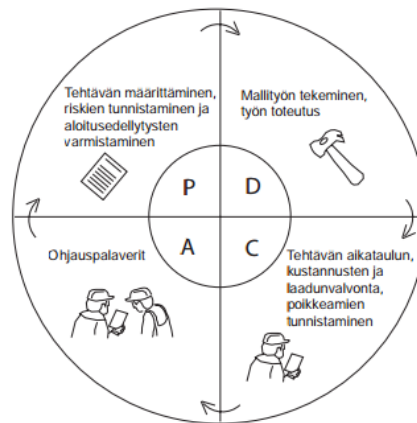 Tehtävän määrittäminen,
riskien tunnistaminen ja
aloitusedellytysten
varmistaminen
Mallityön tekeminen,
työn toteutus
P
D
A
C
Ohjauspalaverit
Tehtävän aikataulun,
kustannusten ja
laadunvalvonta,
poikkeamien
tunnistaminen